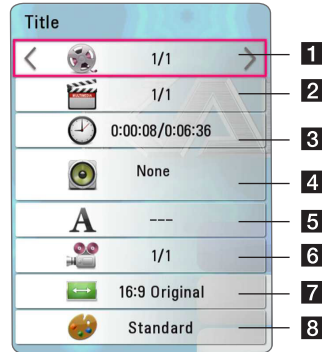 Title
1/1 1
1/1 2
0:00:08/0:06:36 3
None 4
A --- 5
1/1 6
16:9 Original 7
Standard 8